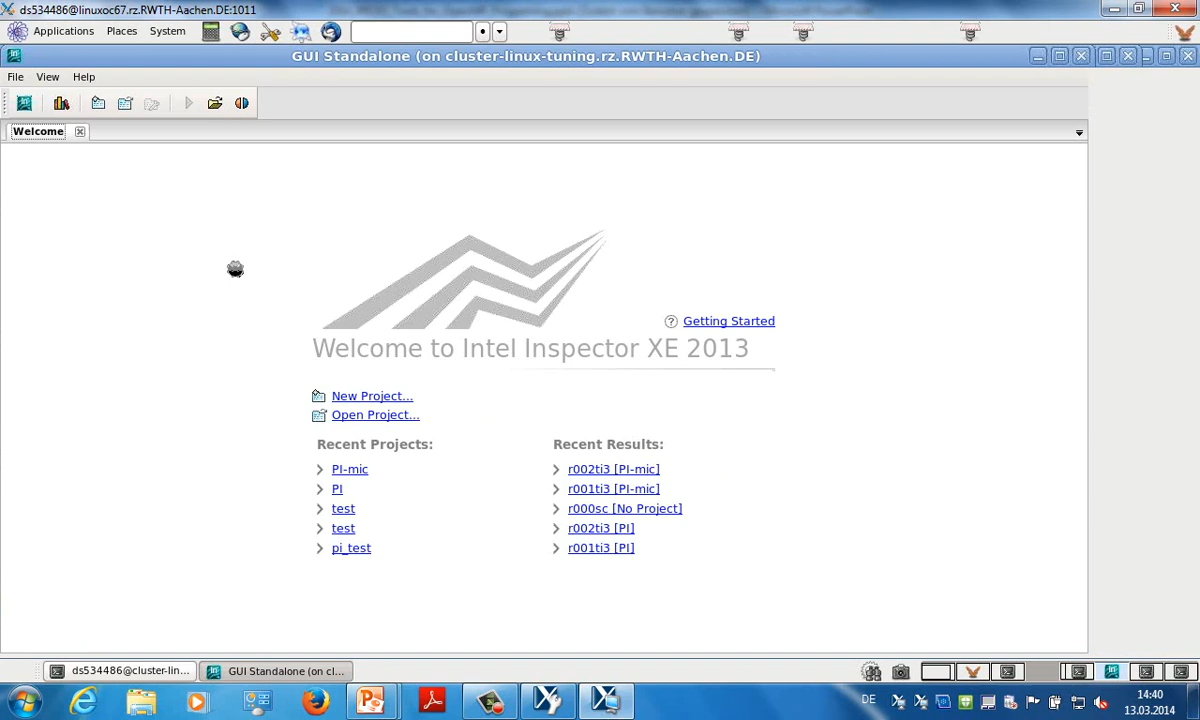 ds534486@linuxoc67.rz.RWTH-Aachen.DE:1011
Applications Places System
GUI Standalone (on cluster-linux-tuning.rz.RWTH-Aachen.DE)
File View Help
Welcome
Getting Started
Welcome to Intel Inspector XE 2013
New Project...
Open Project...
Recent Projects: Recent Results:
PI-mic r002ti3 [PI-mic]
PI r001ti3 [PI-mic]
test r000sc [No Project]
test r002ti3 [PI]
pi_test r001ti3 [PI]
ds534486@cluster-lin... GUI Standalone (on cl...
DE
14:40
13.03.2014